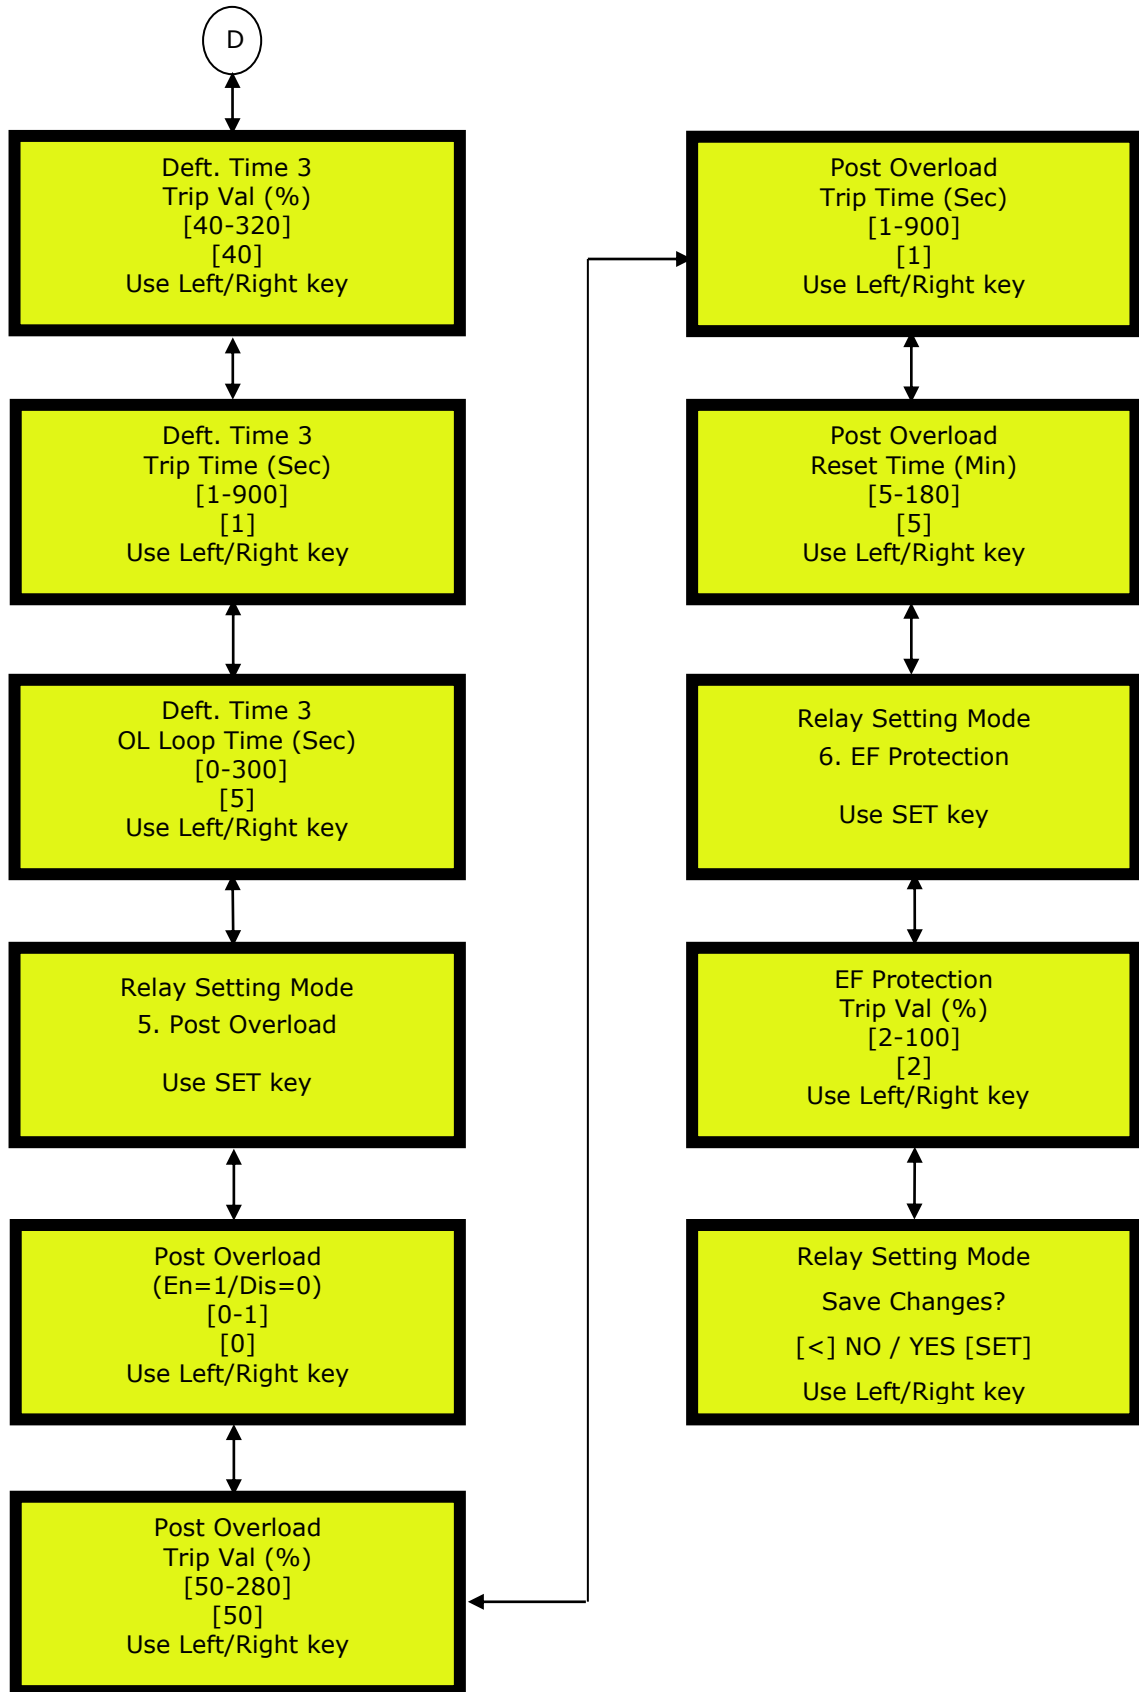 D
Deft. Time 3
Trip Val (%)
[40-320]
[40]
Use Left/Right key
Deft. Time 3
Trip Time (Sec)
[1-900]
[1]
Use Left/Right key
Deft. Time 3
OL Loop Time (Sec)
[0-300]
[5]
Use Left/Right key
Relay Setting Mode
5. Post Overload
Use SET key
Post Overload
(En=1/Dis=0)
[0-1]
[0]
Use Left/Right key
Post Overload
Trip Val (%)
[50-280]
[50]
Use Left/Right key
Post Overload
Trip Time (Sec)
[1-900]
[1]
Use Left/Right key
Post Overload
Reset Time (Min)
[5-180]
[5]
Use Left/Right key
Relay Setting Mode
6. EF Protection
Use SET key
EF Protection
Trip Val (%)
[2-100]
[2]
Use Left/Right key
Relay Setting Mode
Save Changes?
[<] NO / YES [SET]
Use Left/Right key